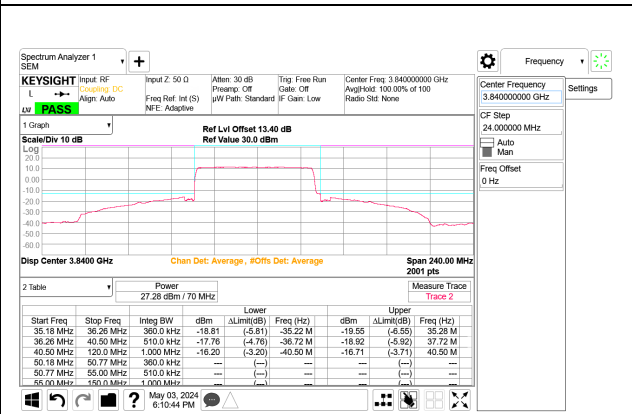 Spectrum Analyzer 1
SEM
Frequency
KEYSIGHT
L
LXI PASS
Input: RF
Coupling: DC
Align: Auto
Input Z: 50 Ω
Freq Ref: Int (S)
NFE: Adaptive
Atten: 30 dB
Preamp: Off
µW Path: Standard
Trig: Free Run
Gate: Off
IF Gain: Low
Center Freq: 3.840000000 GHz
Avg|Hold: 100.00% of 100
Radio Std: None
Center Frequency
3.840000000 GHz
Settings
CF Step
24.000000 MHz
Auto
Man
Freq Offset
0 Hz
1 Graph
Scale/Div 10 dB
Ref Lvl Offset 13.40 dB
Ref Value 30.0 dBm
Log
20.0
10.0
0.00
-10.0
-20.0
-30.0
-40.0
-50.0
-60.0
Disp Center 3.8400 GHz
Chan Det: Average , #Offs Det: Average
Span 240.00 MHz
2001 pts
2 Table
Power
27.28 dBm / 70 MHz
Measure Trace
Trace 2
Lower Upper
Start Freq Stop Freq Integ BW dBm ΔLimit(dB) Freq (Hz) dBm ΔLimit(dB) Freq (Hz)
35.18 MHz 36.26 MHz 360.0 kHz -18.81 (-5.81) -35.22 M -19.55 (-6.55) 35.28 M
36.26 MHz 40.50 MHz 510.0 kHz -17.76 (-4.76) -36.72 M -18.92 (-5.92) 37.72 M
40.50 MHz 120.0 MHz 1.000 MHz -16.20 (-3.20) -40.50 M -16.71 (-3.71) 40.50 M
50.18 MHz 50.77 MHz 360.0 kHz --- (---) --- --- (---) ---
50.77 MHz 55.00 MHz 510.0 kHz --- (---) --- --- (---) ---
55.00 MHz 150.0 MHz 1.000 MHz --- (---) --- --- (---) ---
?
May 03, 2024
6:10:44 PM